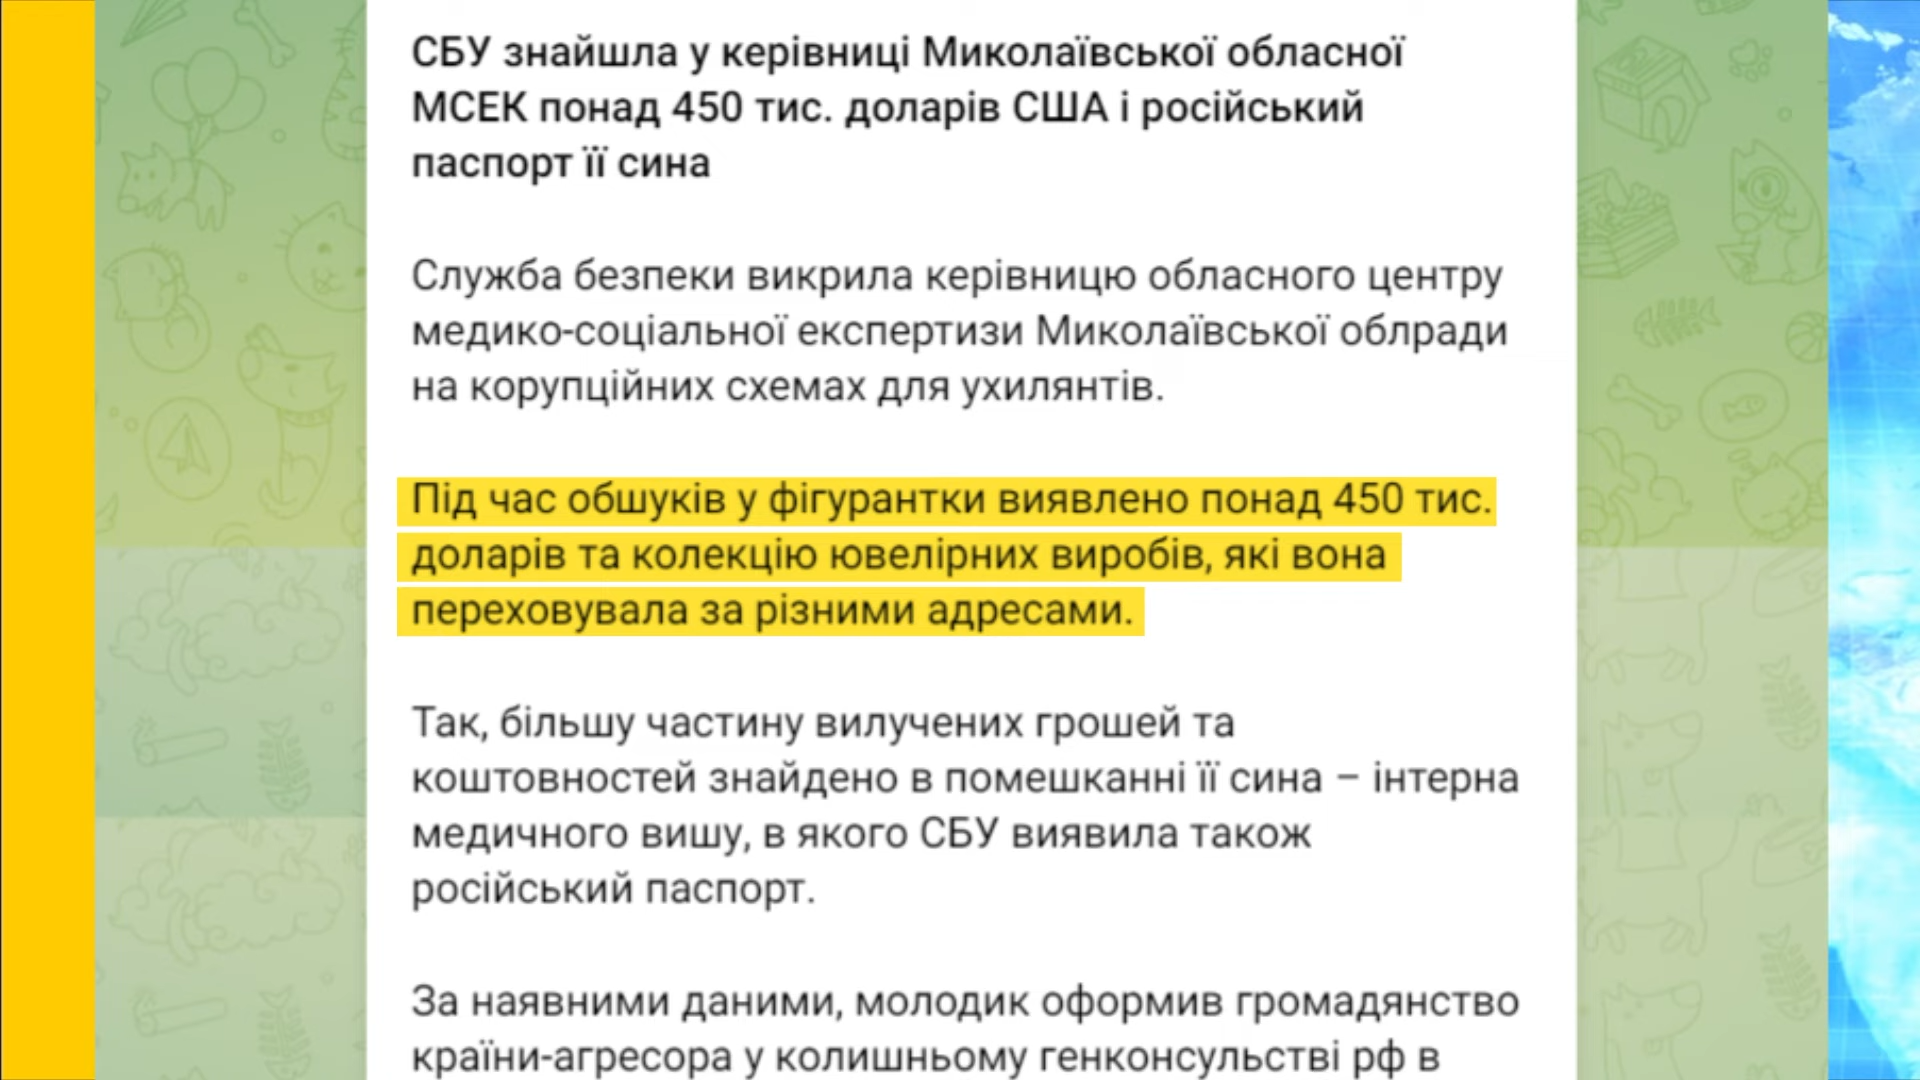 СБУ знайшла у керівниці Миколаївської обласної
МСЕК понад 450 тис. доларів США і російський
паспорт її сина
Служба безпеки викрила керівницю обласного центру
медико-соціальної експертизи Миколаївської облради
на корупційних схемах для ухилянтів.
Під час обшуків у фігурантки виявлено понад 450 тис.
доларів та колекцію ювелірних виробів, які вона
переховувала за різними адресами.
Так, більшу частину вилучених грошей та
коштовностей знайдено в помешканні її сина – інтерна
медичного вишу, в якого СБУ виявила також
російський паспорт.
За наявними даними, молодик оформив громадянство
країни-агресора у колишньому генконсульстві рф в